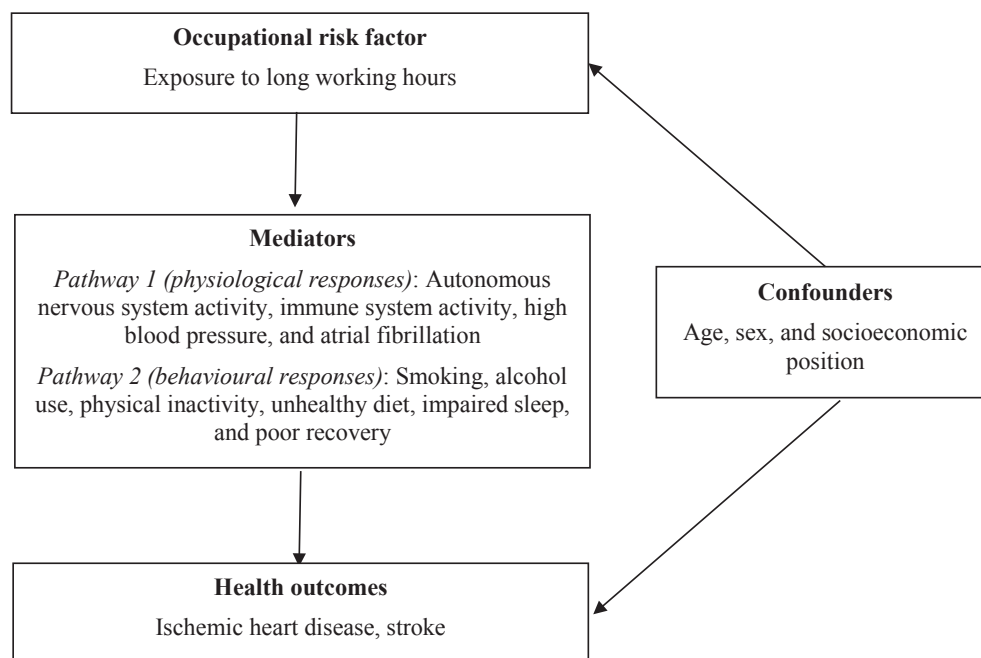 Occupational risk factor
Exposure to long working hours
Mediators
Pathway 1 (physiological responses): Autonomous
nervous system activity, immune system activity, high
blood pressure, and atrial fibrillation
Pathway 2 (behavioural responses): Smoking, alcohol
use, physical inactivity, unhealthy diet, impaired sleep,
and poor recovery
Confounders
Age, sex, and socioeconomic
position
Health outcomes
Ischemic heart disease, stroke